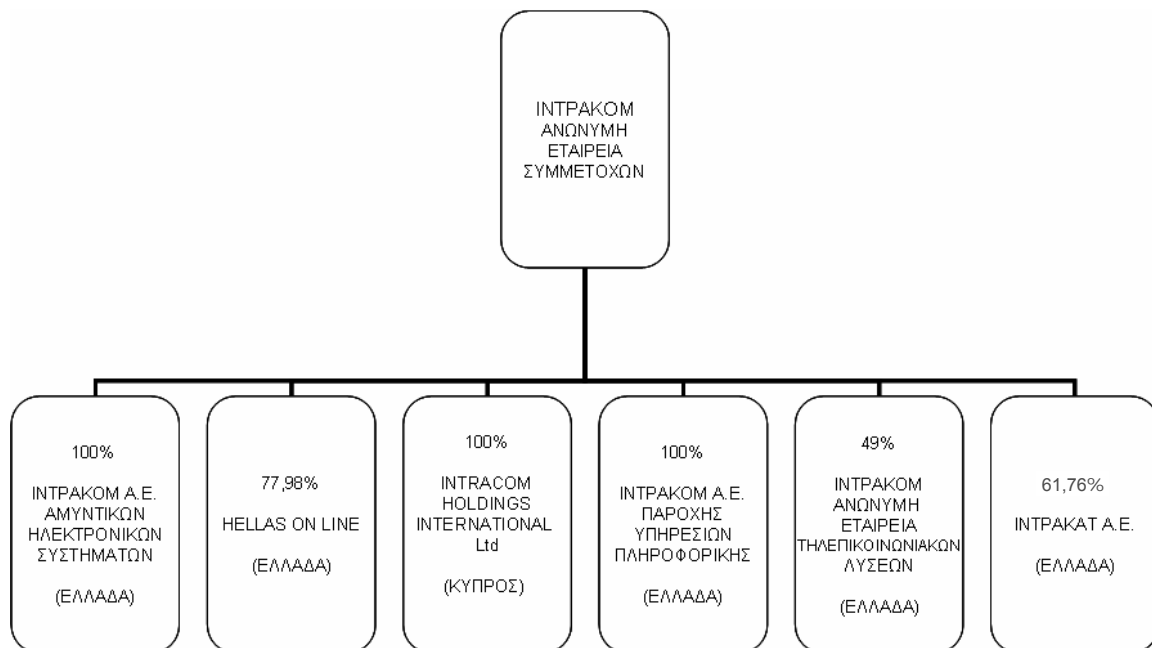 ΙΝΤΡΑΚΟΜ
ΑΝΩΝΥΜΗ
ΕΤΑΙΡΕΙΑ
ΣΥΜΜΕΤΟΧΩΝ
100%
ΙΝΤΡΑΚΟΜ Α.Ε.
ΑΜΥΝΤΙΚΩΝ
ΗΛΕΚΤΡΟΝΙΚΩΝ
ΣΥΣΤΗΜΑΤΩΝ
(ΕΛΛΑΔΑ)
77,98%
HELLAS ON LINE
(ΕΛΛΑΔΑ)
100%
INTRACOM
HOLDINGS
INTERNATIONAL
Ltd
(ΚΥΠΡΟΣ)
100%
ΙΝΤΡΑΚΟΜ Α.Ε.
ΠΑΡΟΧΗΣ
ΥΠΗΡΕΣΙΩΝ
ΠΛΗΡΟΦΟΡΙΚΗΣ
(ΕΛΛΑΔΑ)
49%
ΙΝΤΡΑΚΟΜ
ΑΝΩΝΥΜΗ
ΕΤΑΙΡΕΙΑ
ΤΗΛΕΠΙΚΟΙΝΩΝΙΑΚΩΝ
ΛΥΣΕΩΝ
(ΕΛΛΑΔΑ)
61,76%
ΙΝΤΡΑΚΑΤ Α.Ε.
(ΕΛΛΑΔΑ)